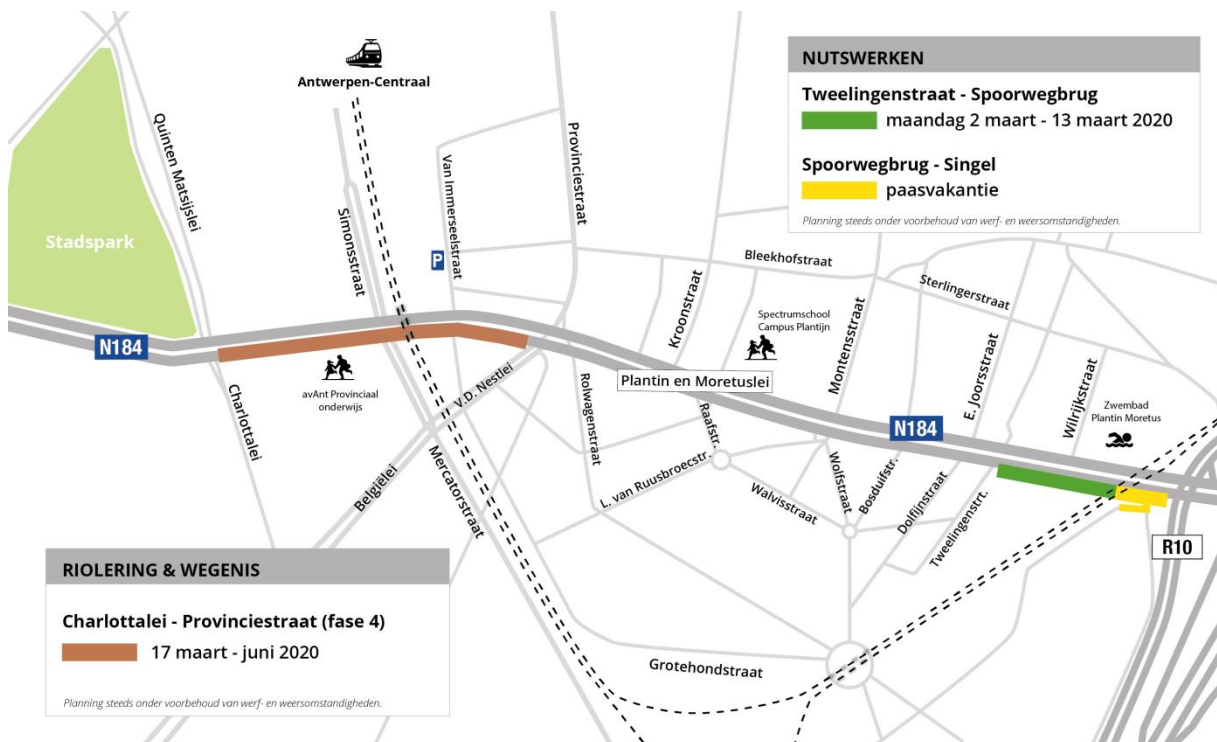 Antwerpen-Centraal
NUTSWERKEN
Tweelingenstraat - Spoorwegbrug
maandag 2 maart - 13 maart 2020
Spoorwegbrug - Singel
paasvakantie
Planning steeds onder voorbehoud van werf- en weersomstandigheden.
Quinten Matsijslei
Provinciestraat
Van Immerseelstraat
Simonsstraat
Stadspark
P
Bleekhofstraat
Sterlingerstraat
Kroonstraat
Spectrumschool
Campus Plantijn
Montensstraat
N184
avAnt Provinciaal
onderwijs
Plantin en Moretuslei
E. Joorsstraat
Wilrijkstraat
Zwembad
Plantin Moretus
N184
Charlottalei
V.D. Nestlei
Rolwagenstraat
Raafstr.
Belgiëlei
Mercatorstraat
L. van Ruusbroecstr.
Walvisstraat
Wolfstraat
Bosduifstr.
Dolfijnstraat
Tweelingenstrt.
R10
RIOLERING & WEGENIS
Charlottalei - Provinciestraat (fase 4)
17 maart - juni 2020
Planning steeds onder voorbehoud van werf- en weersomstandigheden.
Grotehondstraat